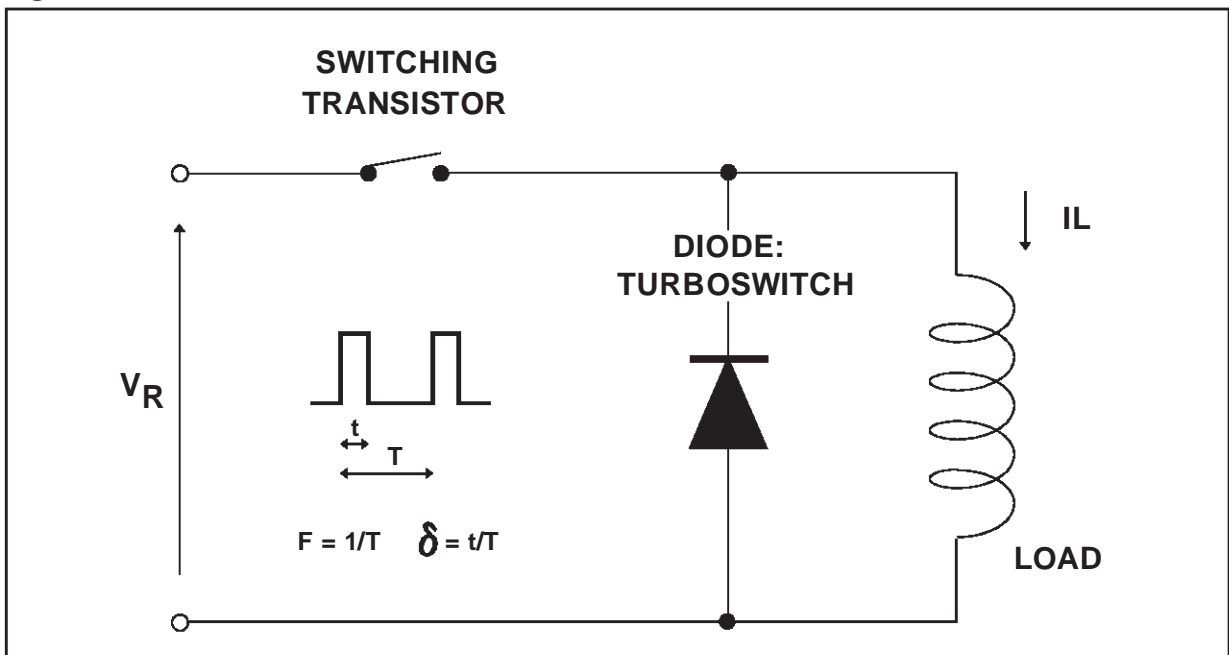 SWITCHING
TRANSISTOR
IL
DIODE:
TURBOSWITCH
VR
t
T
F = 1/T δ = t/T
LOAD